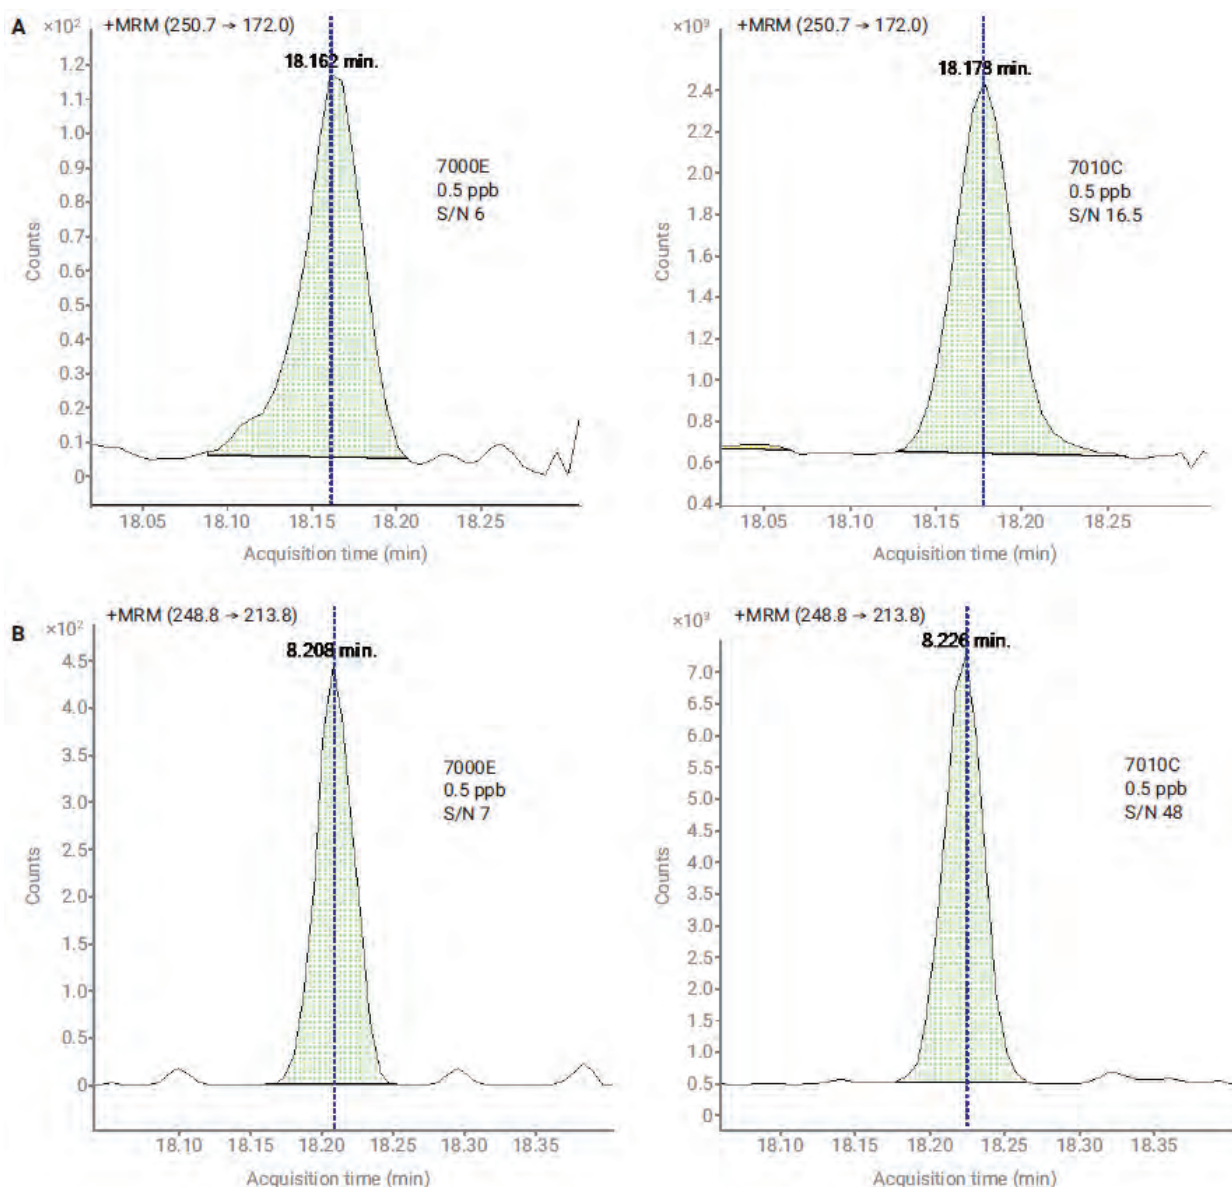 A
×10²
+MRM (250.7 → 172.0)
18.162 min.
1.2
1.1
1.0
0.9
0.8
0.7
0.6
0.5
0.4
0.3
0.2
0.1
0
Counts
7000E
0.5 ppb
S/N 6
18.05
18.10
18.16
18.20
18.25
Acquisition time (min)
×10³
+MRM (250.7 → 172.0)
18.178 min.
2.4
2.2
2.0
1.8
1.6
1.4
1.2
1.0
0.8
0.6
0.4
Counts
7010C
0.5 ppb
S/N 16.5
18.05
18.10
18.16
18.20
18.25
Acquisition time (min)
B
×10²
+MRM (248.8 → 213.8)
8.208 min.
4.5
4.0
3.5
3.0
2.5
2.0
1.5
1.0
0.5
0
Counts
7000E
0.5 ppb
S/N 7
18.10
18.16
18.20
18.25
18.30
18.35
Acquisition time (min)
×10³
+MRM (248.8 → 213.8)
8.226 min.
7.0
6.5
6.0
5.5
5.0
4.5
4.0
3.5
3.0
2.5
2.0
1.5
1.0
0.5
0
Counts
7010C
0.5 ppb
S/N 48
18.10
18.16
18.20
18.25
18.30
18.35
Acquisition time (min)